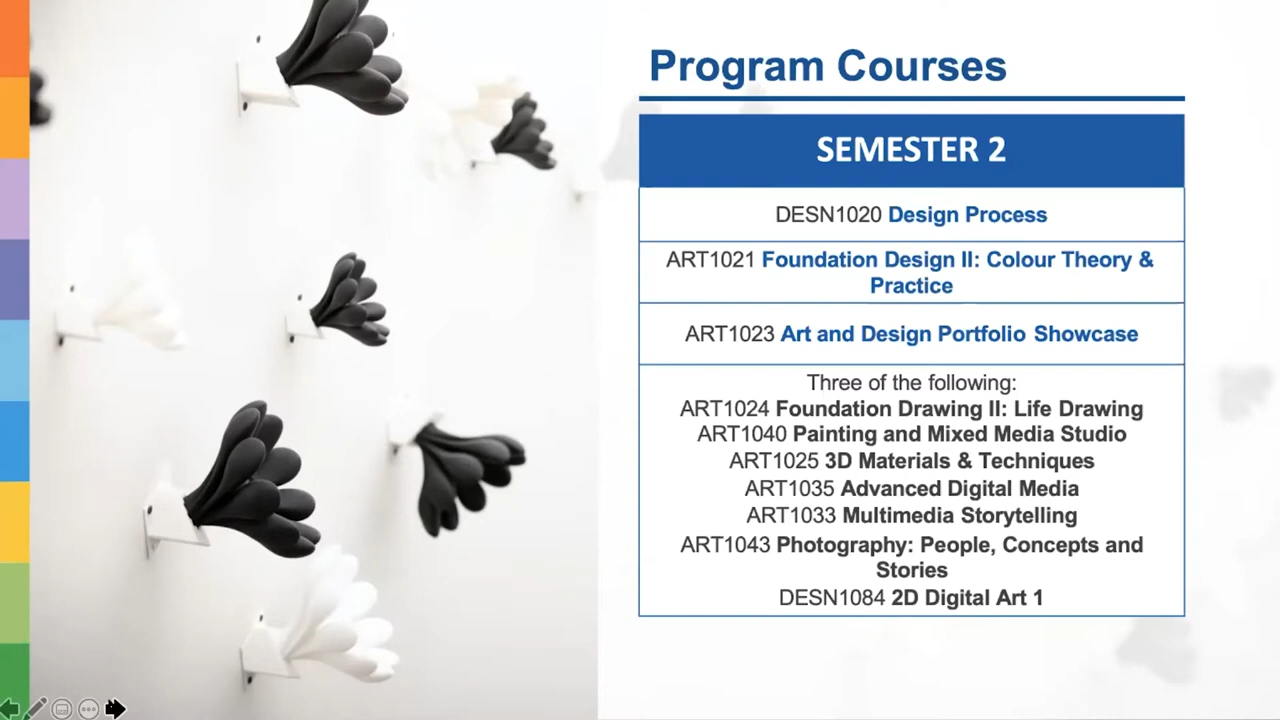 Program Courses
SEMESTER 2
DESN1020 Design Process
ART1021 Foundation Design II: Colour Theory &
Practice
ART1023 Art and Design Portfolio Showcase
Three of the following:
ART1024 Foundation Drawing II: Life Drawing
ART1040 Painting and Mixed Media Studio
ART1025 3D Materials & Techniques
ART1035 Advanced Digital Media
ART1033 Multimedia Storytelling
ART1043 Photography: People, Concepts and
Stories
DESN1084 2D Digital Art 1